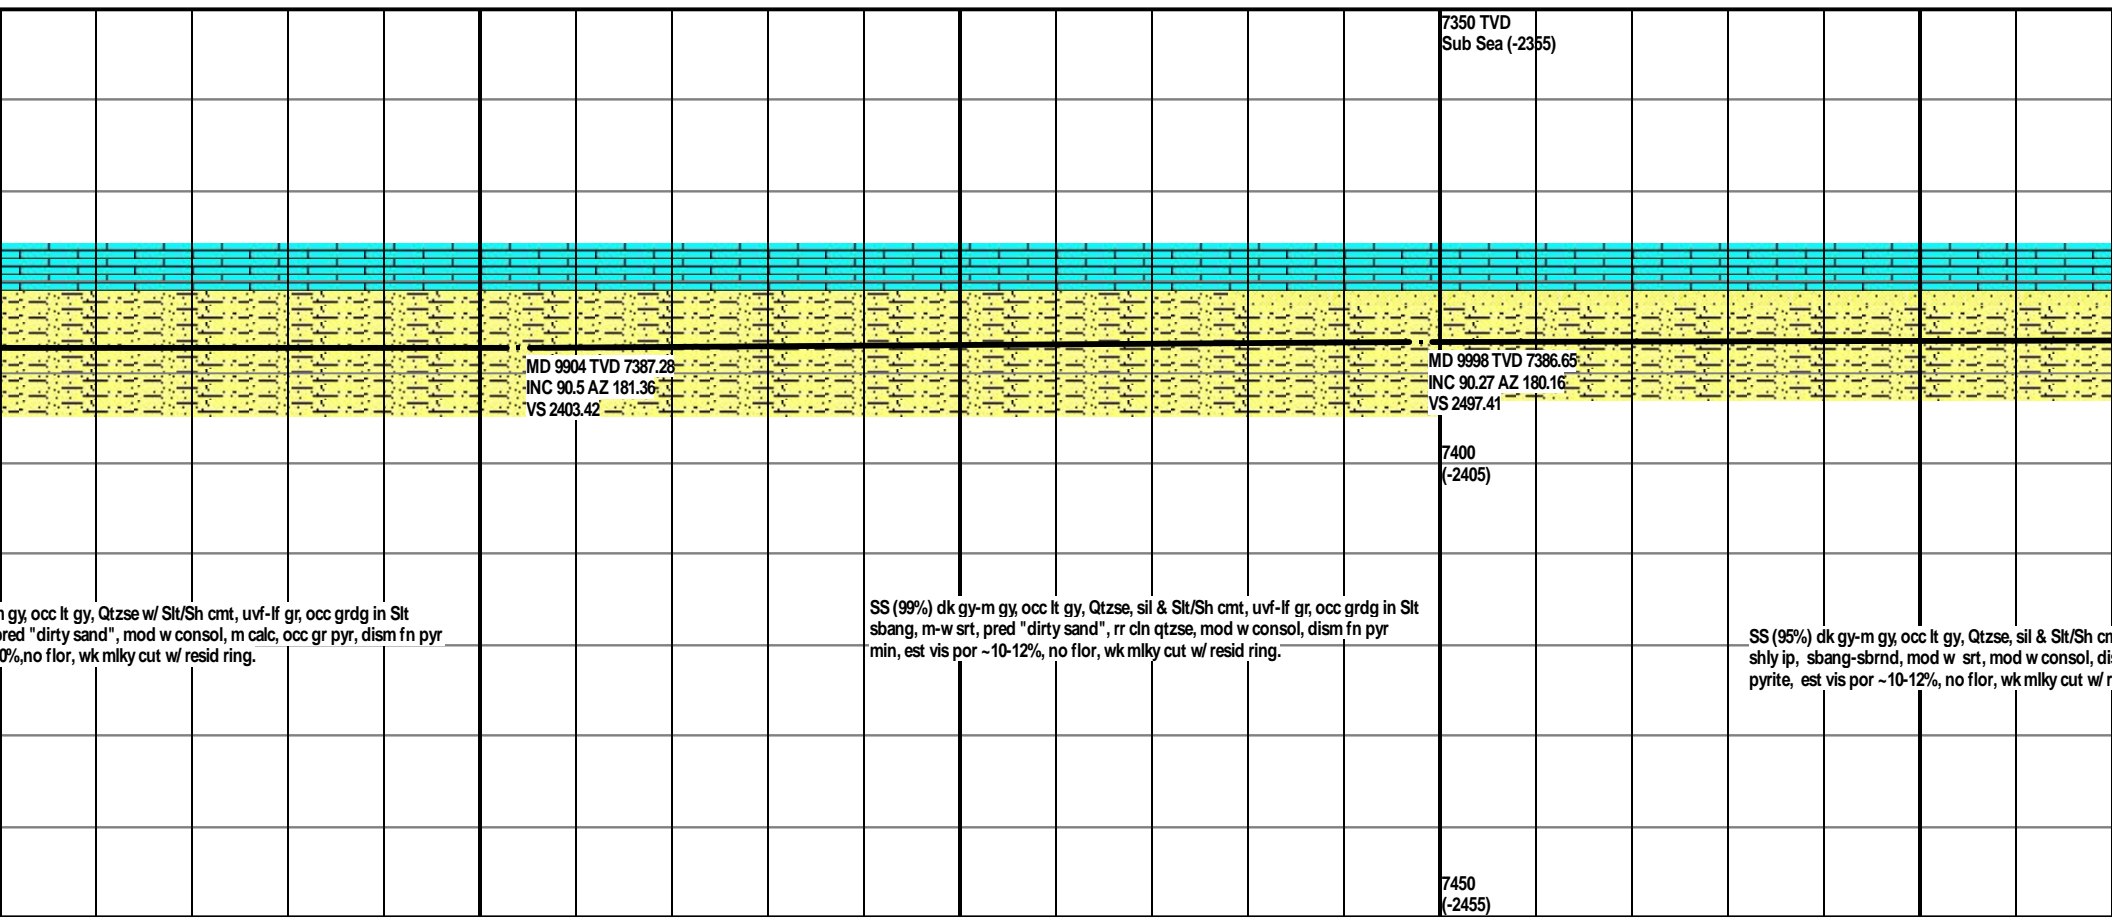 7350 TVD
Sub Sea (-2355)
MD 9904 TVD 7387.28
INC 90.5 AZ 181.36
VS 2403.42
MD 9998 TVD 7386.65
INC 90.27 AZ 180.16
VS 2497.41
7400
(-2405)
gy, occ lt gy, Qtzse w/ Slt/Sh cmt, uvf-lf gr, occ grdg in Slt
pred "dirty sand", mod w consol, m calc, occ gr pyr, dism fn pyr
0%,no flor, wk mlky cut w/ resid ring.
SS (99%) dk gy-m gy, occ lt gy, Qtzse, sil & Slt/Sh cmt, uvf-lf gr, occ grdg in Slt
sbang, m-w srt, pred "dirty sand", rr cln qtzse, mod w consol, dism fn pyr
min, est vis por ~10-12%, no flor, wk mlky cut w/ resid ring.
SS (95%) dk gy-m gy, occ lt gy, Qtzse, sil & Slt/Sh
shly ip, sbang-sbrnd, mod w srt, mod w consol,
pyrite, est vis por ~10-12%, no flor, wk mlky cut w/
7450
(-2455)